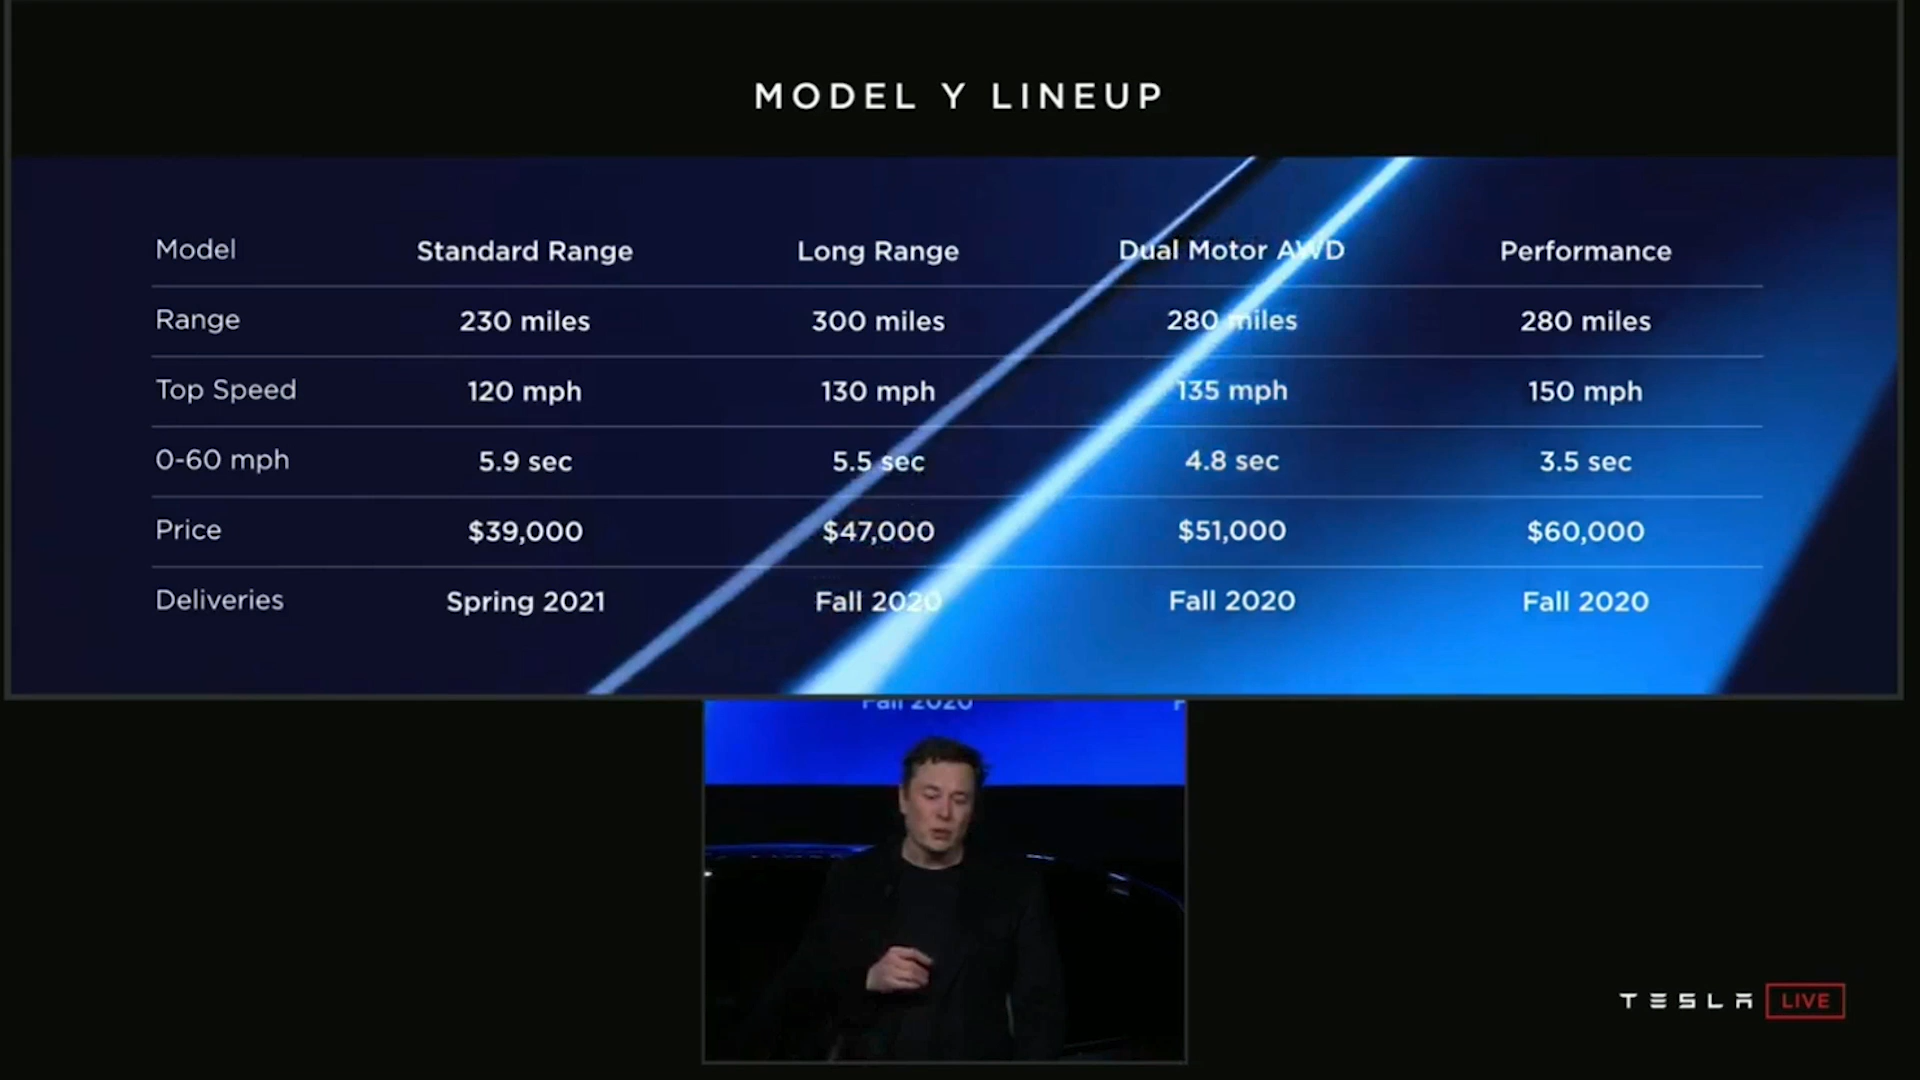 MODEL Y LINEUP
Model Standard Range Long Range Dual Motor AWD Performance
Range 230 miles 300 miles 280 miles 280 miles
Top Speed 120 mph 130 mph 135 mph 150 mph
0-60 mph 5.9 sec 5.5 sec 4.8 sec 3.5 sec
Price $39,000 $47,000 $51,000 $60,000
Deliveries Spring 2021 Fall 2020 Fall 2020 Fall 2020
Fall 2020 F
TESLA LIVE